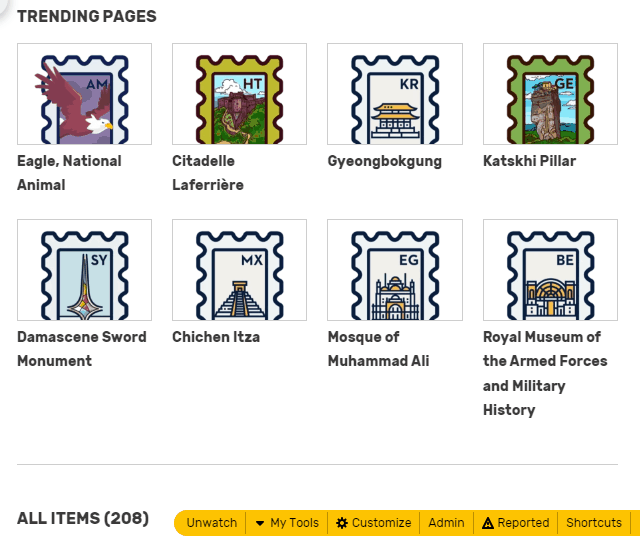 TRENDING PAGES
AM
HT
KR
GE
Eagle, National
Animal
Citadelle
Laferrière
Gyeongbokgung
Katskhi Pillar
SY
MX
EG
BE
Damascene Sword
Monument
Chichen Itza
Mosque of
Muhammad Ali
Royal Museum of
the Armed Forces
and Military
History
ALL ITEMS (208)
Unwatch
My Tools
Customize
Admin
Reported
Shortcuts